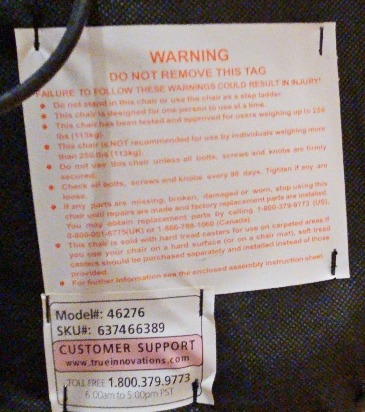 WARNING
DO NOT REMOVE THIS TAG
FAILURE TO FOLLOW THESE WARNINGS COULD RESULT IN INJURY!
• Do not stand in this chair or use the chair as a step ladder.
• This chair is designed for one person to use at a time.
• This chair has been tested and approved for users weighing up to 250
lbs (113kg).
• This chair is NOT recommended for use by individuals weighing more
than 250 lbs (113kg).
• Do not use this chair unless all bolts, screws and knobs are firmly
secured.
• Check all bolts, screws and knobs every 90 days. Tighten if any are
loose.
• If any parts are missing, broken, damaged or worn, stop using this
chair until repairs are made and factory replacement parts are installed.
You may obtain replacement parts by calling 1-800-379-9773 (US),
(UK) or (Canada).
• This chair is sold with hard tread casters for use on carpeted areas if
you use your chair on a hard surface (or on a chair mat), soft tread
casters should be purchased separately and installed instead of those
provided.
• For further information see the enclosed assembly instruction sheet.
Model#: 46276
SKU#: 637466389
CUSTOMER SUPPORT
www.trueinnovations.com
TOLL FREE 1.800.379.9773
6:00am to 5:00pm PST